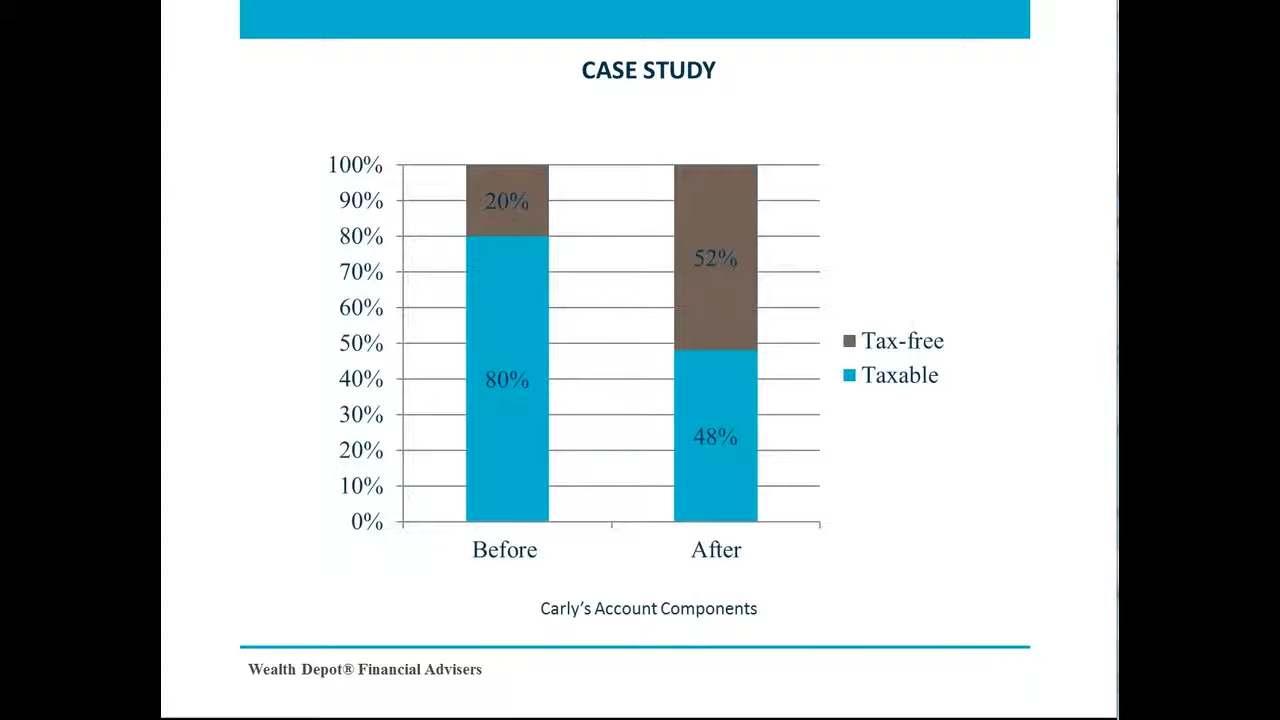 CASE STUDY
100%
90%
80%
70%
60%
50%
40%
30%
20%
10%
0%
20%
80%
52%
48%
Before
After
Tax-free
Taxable
Carly’s Account Components
Wealth Depot® Financial Advisers